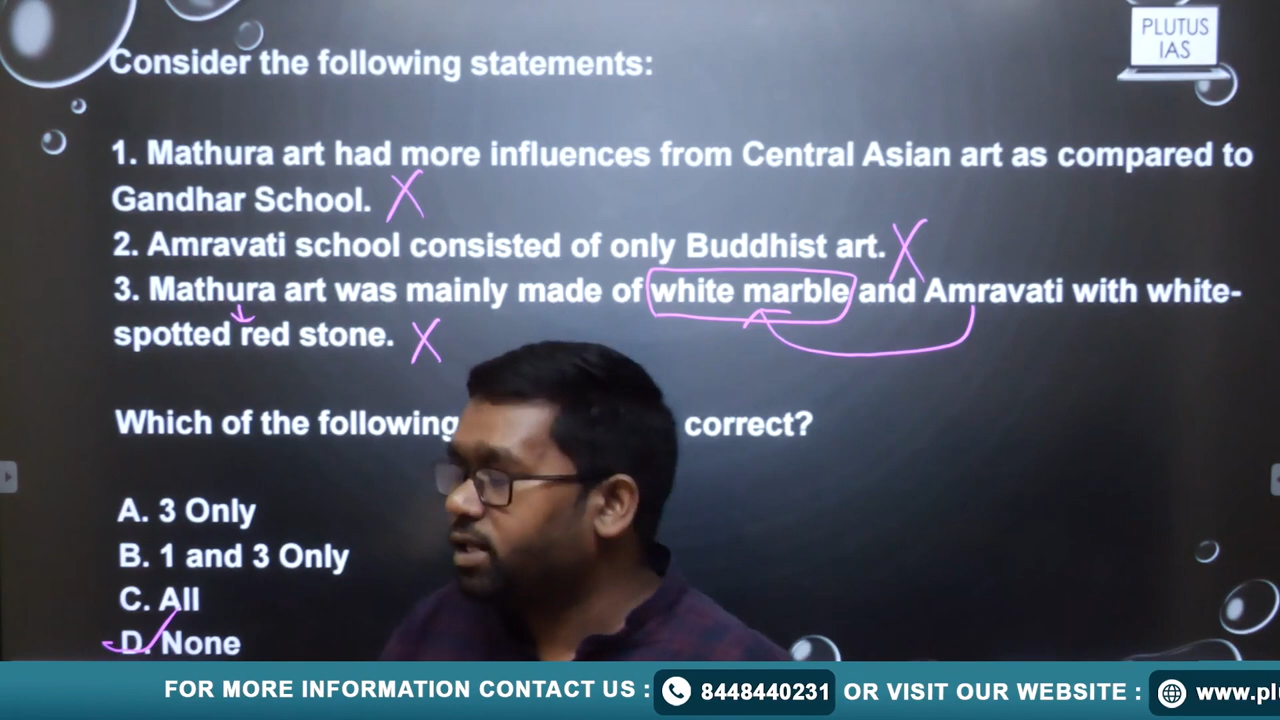 PLUTUS
IAS
Consider the following statements:
1. Mathura art had more influences from Central Asian art as compared to
Gandhar School.
2. Amravati school consisted of only Buddhist art.
3. Mathura art was mainly made of white marble and Amravati with white-
spotted red stone.
Which of the following correct?
A. 3 Only
B. 1 and 3 Only
C. All
D. None
FOR MORE INFORMATION CONTACT US : 8448440231 OR VISIT OUR WEBSITE : www.pl